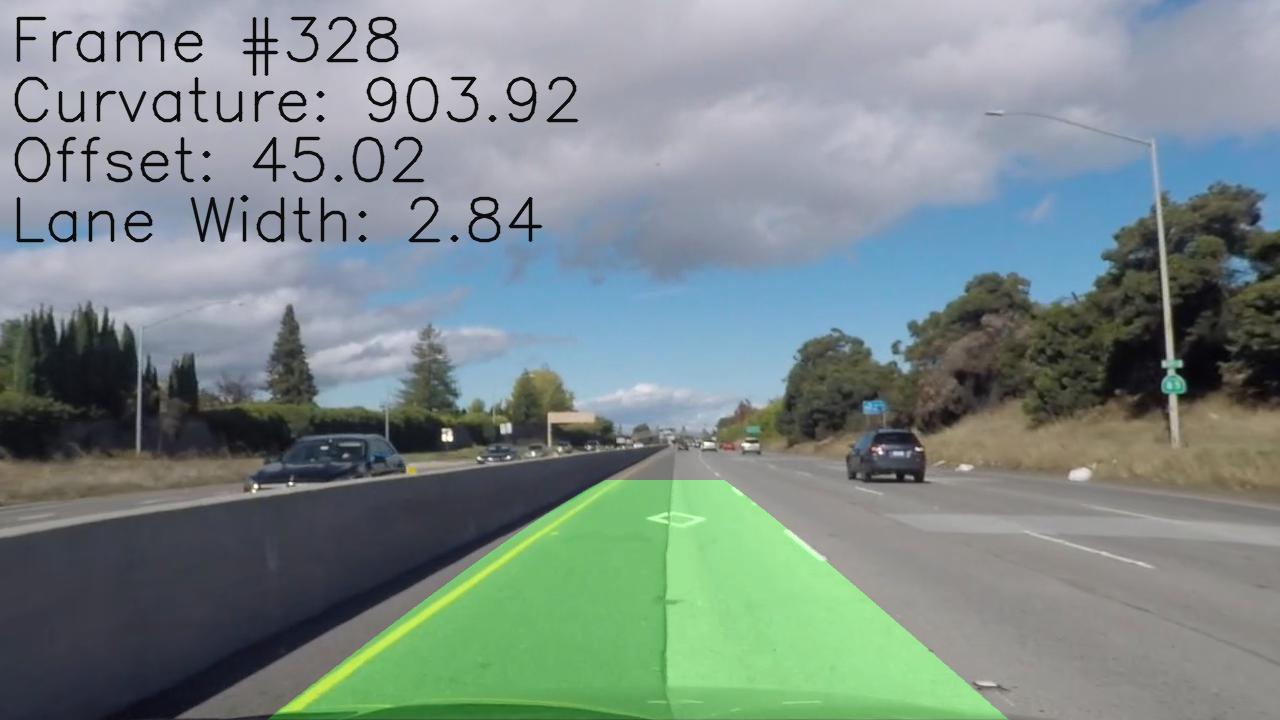 Frame #328
Curvature: 903.92
Offset: 45.02
Lane Width: 2.84